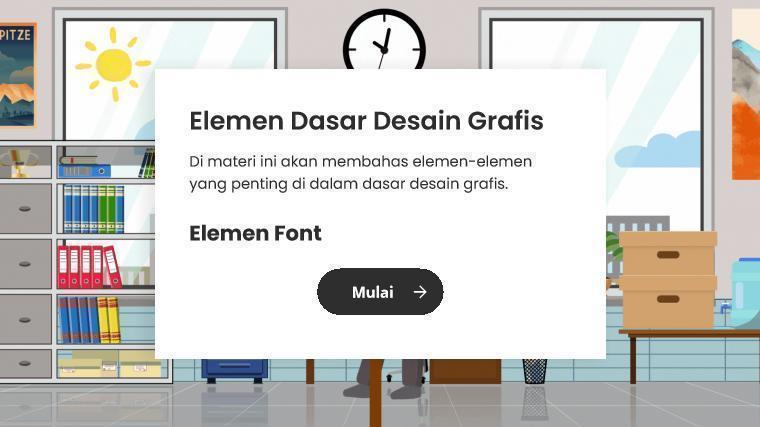 PITZE
Elemen Dasar Desain Grafis
Di materi ini akan membahas elemen-elemen
yang penting di dalam dasar desain grafis.
Elemen Font
Mulai →